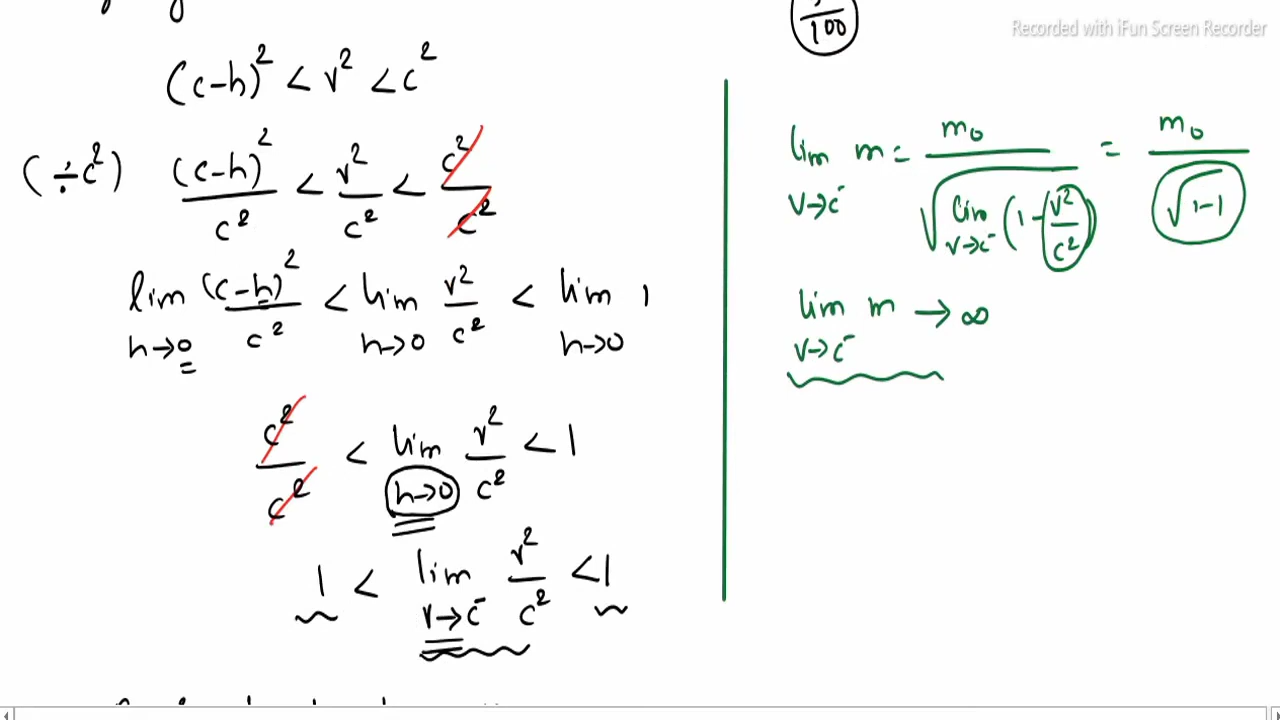 (c-h)² < v² < c²
(÷c²) (c-h)²/c² < v²/c² < c²/c²
lim h→0 (c-h)²/c² < lim h→0 v²/c² < lim h→0 1
c²/c² < lim h→0 v²/c² < 1
1 < lim v→c⁻ v²/c² < 1
100
Recorded with iFun Screen Recorder
lim v→c⁻ m = m₀/√(lim v→c⁻ (1-v²/c²)) = m₀/√(1-1)
lim v→c⁻ m → ∞